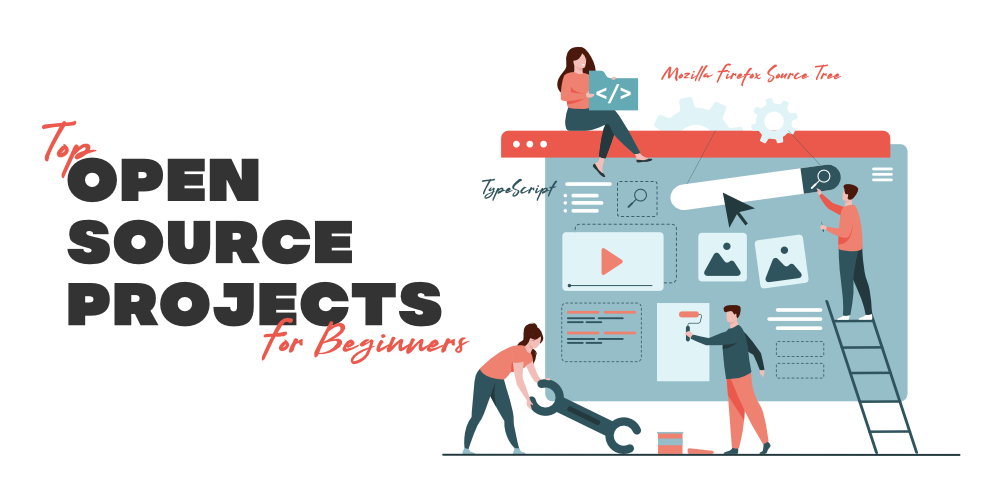 Top
OPEN
SOURCE
PROJECTS
for Beginners
Mozilla Firefox Source Tree
</>
TypeScript